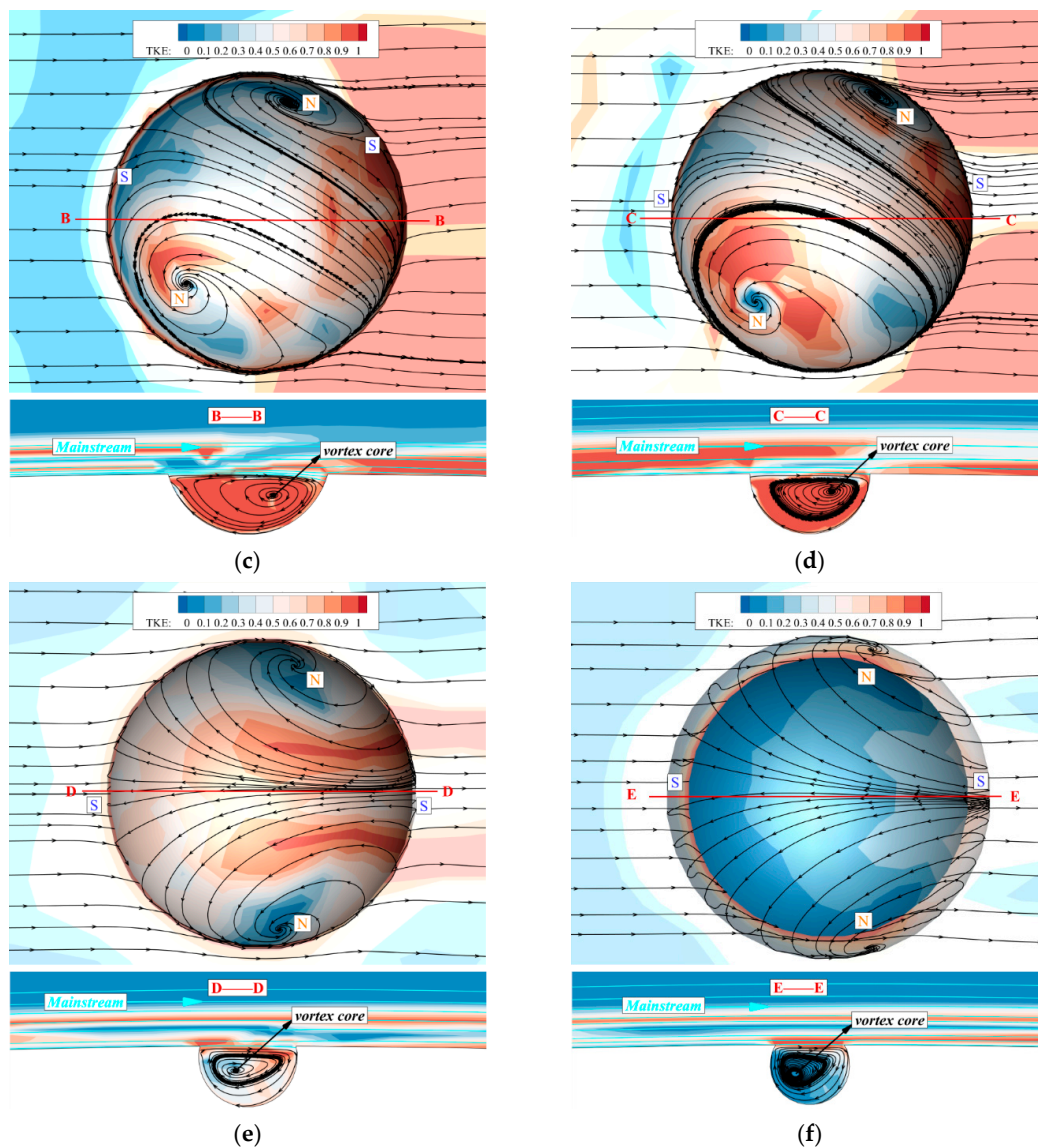 TKE: 0 0.1 0.2 0.3 0.4 0.5 0.6 0.7 0.8 0.9 1
N
S
S
B B
N
B——B
Mainstream
vortex core
(c)
TKE: 0 0.1 0.2 0.3 0.4 0.5 0.6 0.7 0.8 0.9 1
N
S
S
C C
N
C——C
Mainstream
vortex core
(d)
TKE: 0 0.1 0.2 0.3 0.4 0.5 0.6 0.7 0.8 0.9 1
N
D D
S S
N
D——D
Mainstream
vortex core
(e)
TKE: 0 0.1 0.2 0.3 0.4 0.5 0.6 0.7 0.8 0.9 1
N
S S
E E
N
E——E
Mainstream
vortex core
(f)